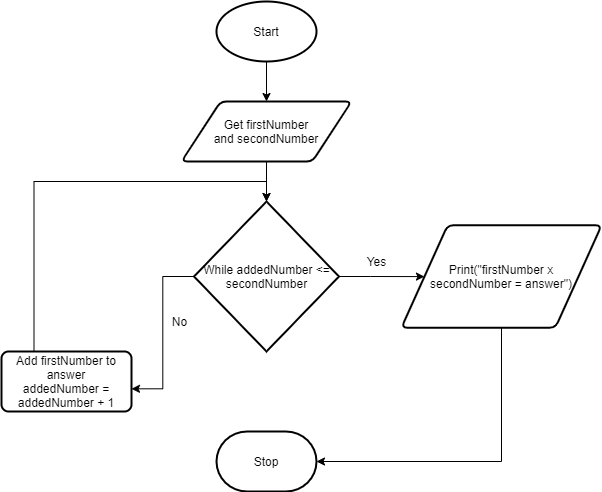 Start
Get firstNumber
and secondNumber
While addedNumber <=
secondNumber
Yes
Print("firstNumber x
secondNumber = answer")
No
Add firstNumber to
answer
addedNumber =
addedNumber + 1
Stop